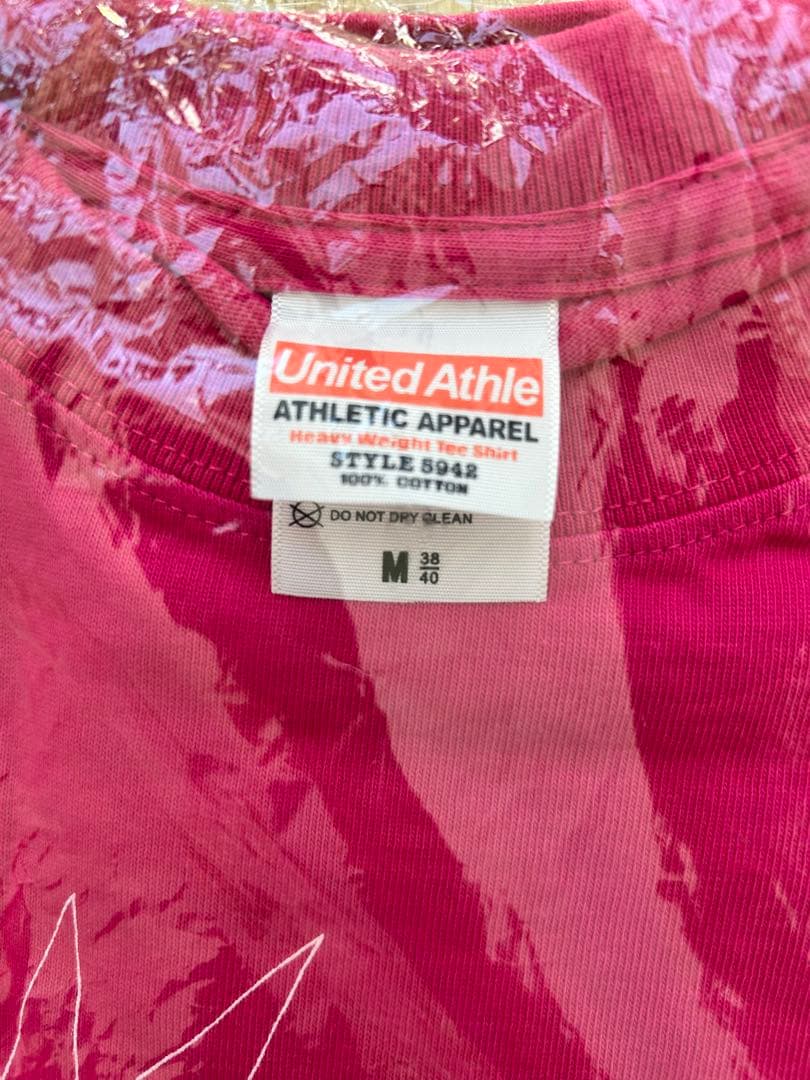 United Athle
ATHLETIC APPAREL
Heavy Weight Tee Shirt
STYLE 5942
100% COTTON
DO NOT DRY CLEAN
M 38
40